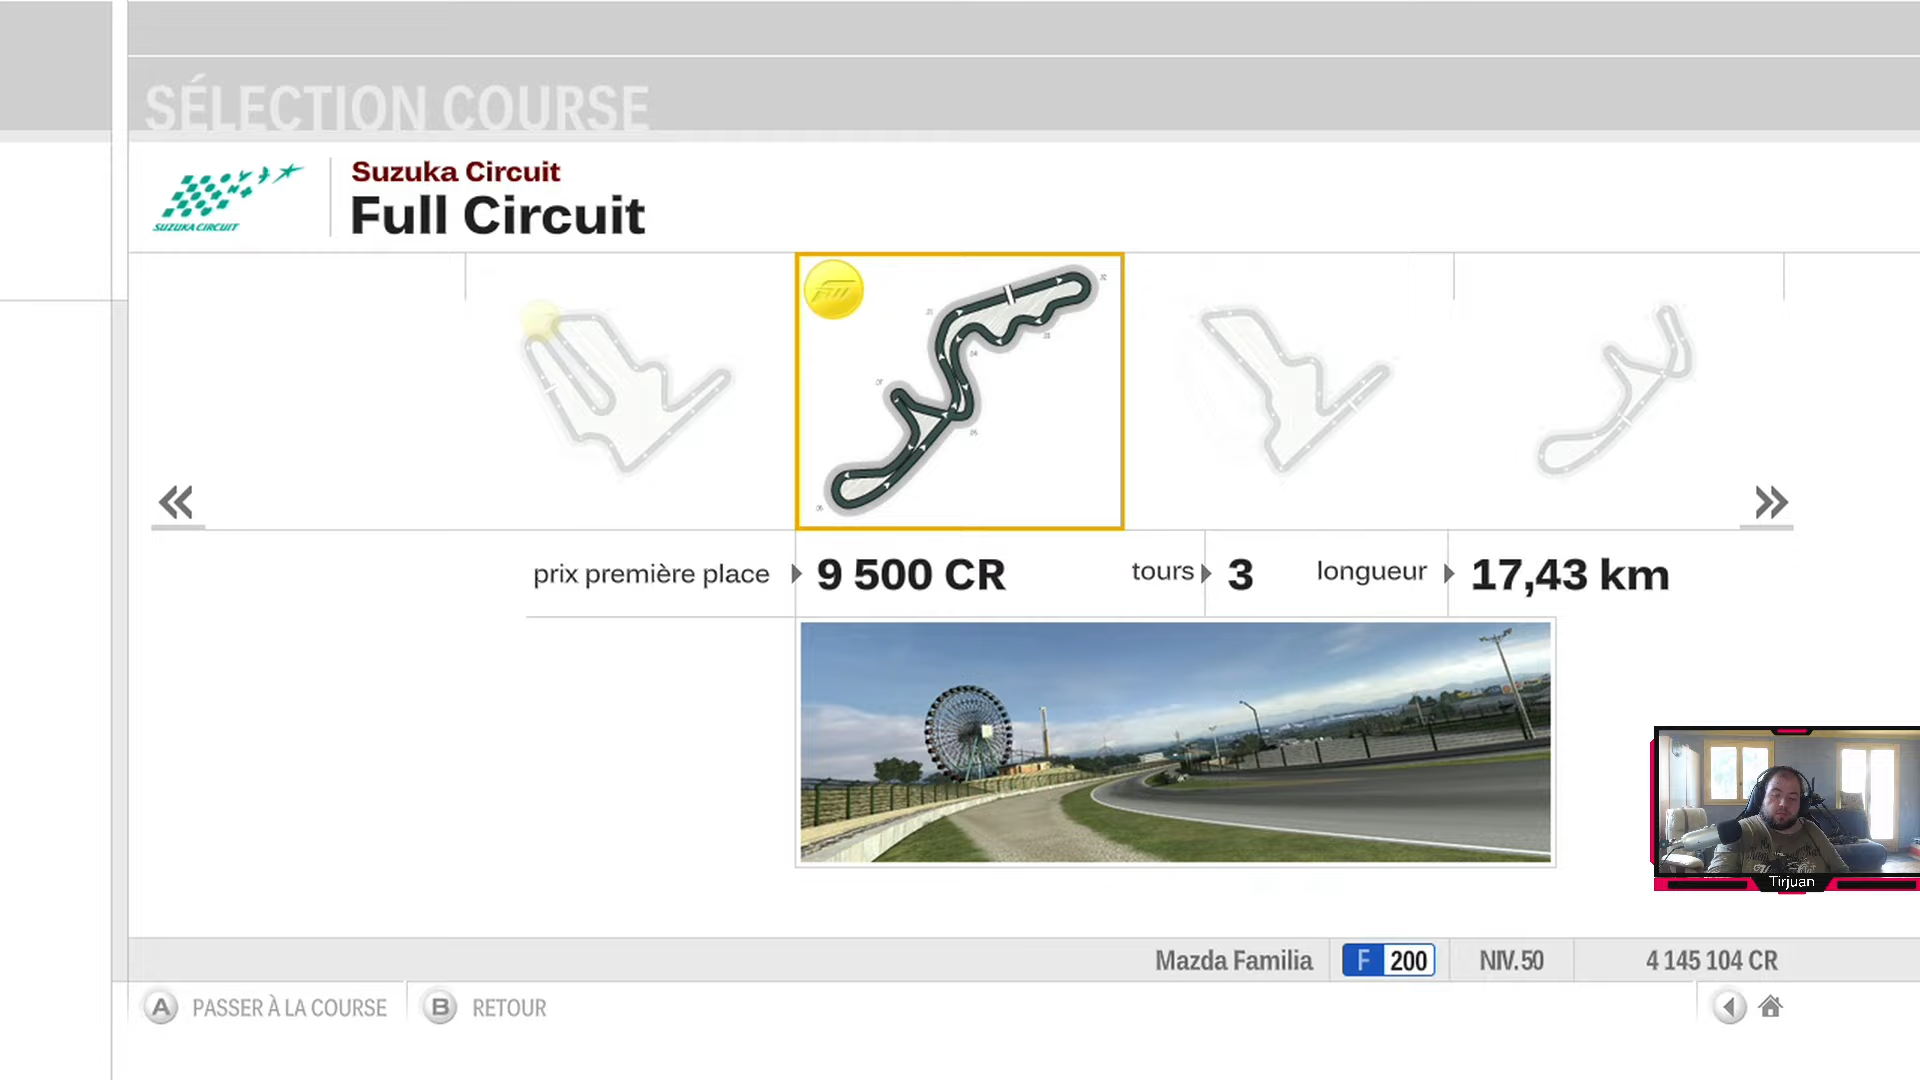 SÉLECTION COURSE
SUZUKA CIRCUIT
Suzuka Circuit
Full Circuit
prix première place
9 500 CR
tours
3
longueur
17,43 km
Tirjuan
Mazda Familia
F 200
NIV. 50
4 145 104 CR
A PASSER À LA COURSE
B RETOUR